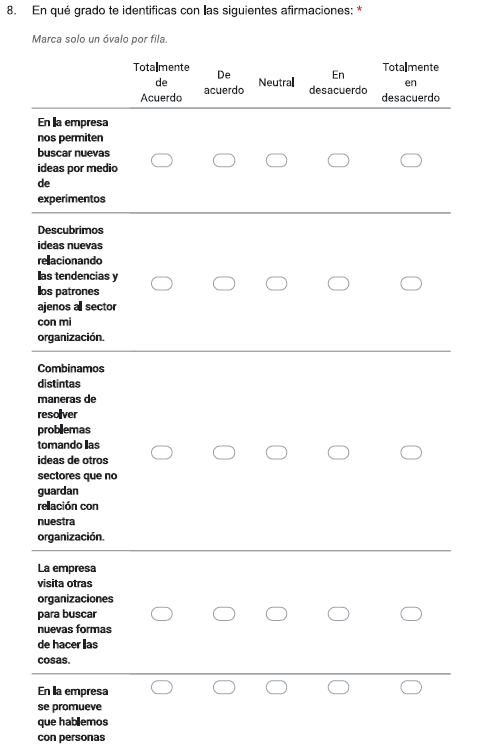 8. En qué grado te identificas con las siguientes afirmaciones: *
Marca solo un óvalo por fila.
Totalmente
de
Acuerdo
De
acuerdo
Neutral
En
desacuerdo
Totalmente
en
desacuerdo
En la empresa
nos permiten
buscar nuevas
ideas por medio
de
experimentos
Descubrimos
ideas nuevas
relacionando
las tendencias y
los patrones
ajenos al sector
con mi
organización.
Combinamos
distintas
maneras de
resolver
problemas
tomando las
ideas de otros
sectores que no
guardan
relación con
nuestra
organización.
La empresa
visita otras
organizaciones
para buscar
nuevas formas
de hacer las
cosas.
En la empresa
se promueve
que hablemos
con personas